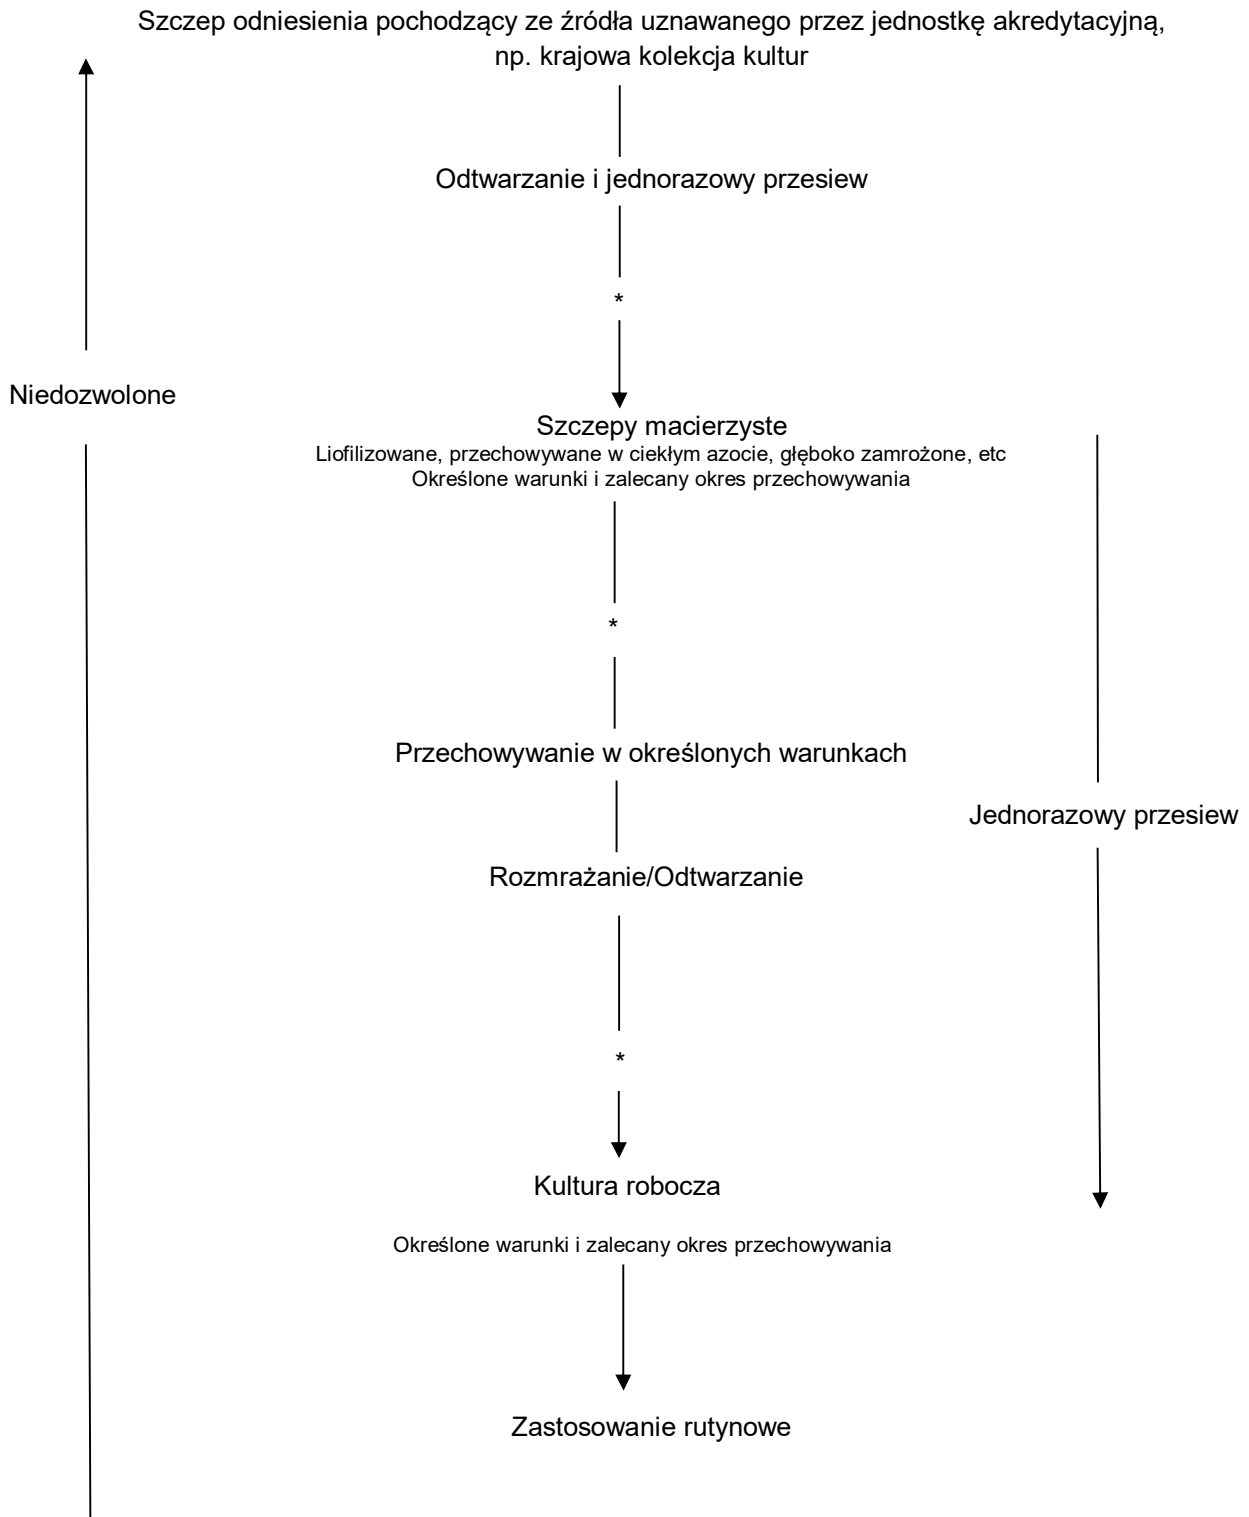 Szczep odniesienia pochodzący ze źródła uznawanego przez jednostkę akredytacyjną,
np. krajowa kolekcja kultur
Odtwarzanie i jednorazowy przesiew
*
Niedozwolone
Szczepy macierzyste
Liofilizowane, przechowywane w ciekłym azocie, głęboko zamrożone, etc
Określone warunki i zalecany okres przechowywania
*
Przechowywanie w określonych warunkach
Jednorazowy przesiew
Rozmrażanie/Odtwarzanie
*
Kultura robocza
Określone warunki i zalecany okres przechowywania
Zastosowanie rutynowe